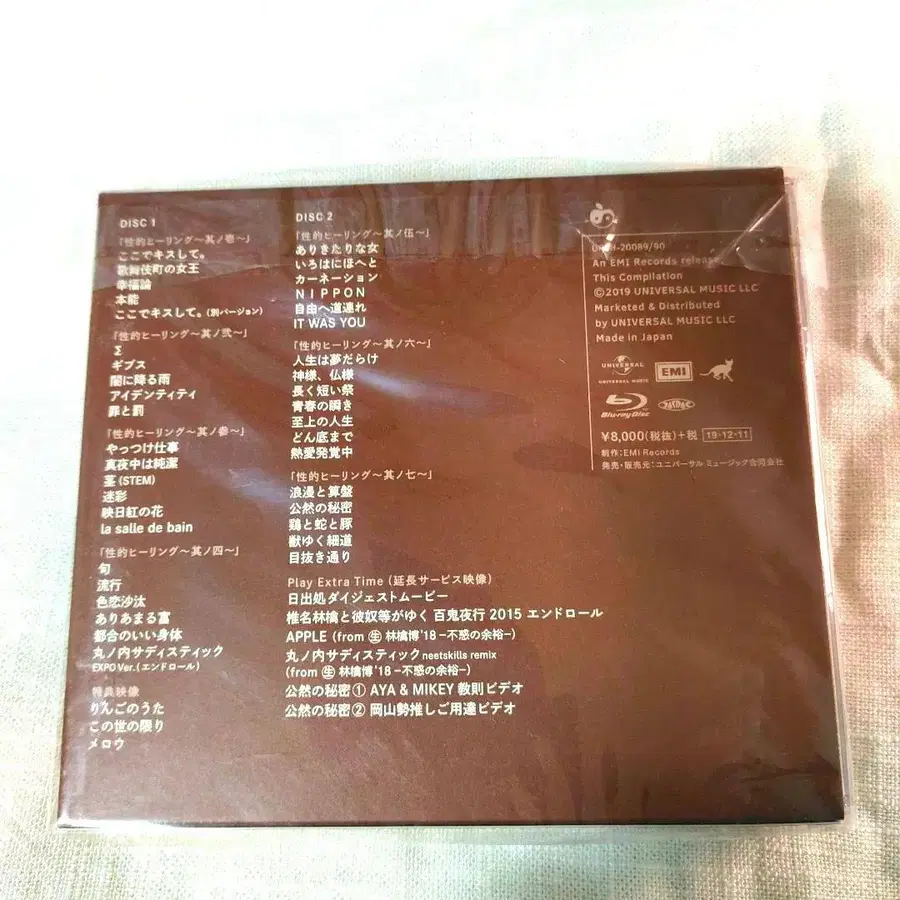 DISC 1
「性的ヒーリング〜其ノ壱〜」
ここでキスして。
歌舞伎町の女王
幸福論
本能
ここでキスして。(別バージョン)
「性的ヒーリング〜其ノ弐〜」
Σ
ギブス
闇に降る雨
アイデンティティ
罪と罰
「性的ヒーリング〜其ノ参〜」
やっつけ仕事
真夜中は純潔
茎(STEM)
迷彩
映日紅の花
la salle de bain
「性的ヒーリング〜其ノ四〜」
旬
流行
色恋沙汰
ありあまる富
都合のいい身体
丸ノ内サディスティック
EXPO Ver.(エンドロール)
特典映像
りんごのうた
この世の限り
メロウ
DISC 2
「性的ヒーリング〜其ノ伍〜」
ありきたりな女
いろはにほへと
カーネーション
NIPPON
自由へ道連れ
IT WAS YOU
「性的ヒーリング〜其ノ六〜」
人生は夢だらけ
神様、仏様
長く短い祭
青春の瞬き
至上の人生
どん底まで
熱愛発覚中
「性的ヒーリング〜其ノ七〜」
浪漫と算盤
公然の秘密
鶏と蛇と豚
獣ゆく細道
目抜き通り
Play Extra Time (延長サービス映像)
日出処ダイジェストムービー
椎名林檎と彼奴等がゆく 百鬼夜行 2015 エンドロール
APPLE (from ㊤ 林檎博'18 −不惑の余裕−)
丸ノ内サディスティック neetskills remix
(from 生 林檎博'18 −不惑の余裕−)
公然の秘密① AYA & MIKEY 教則ビデオ
公然の秘密② 岡山勢推しご用達ビデオ
-20089/90
An EMI Records release
This Compilation
©2019 UNIVERSAL MUSIC LLC
Marketed & Distributed
by UNIVERSAL MUSIC LLC
Made in Japan
UNIVERSAL
UNIVERSAL MUSIC
EMI
Blu-ray Disc
¥8,000(税抜)+税 19・12・11
制作:EMI Records
発売・販売元:ユニバーサル ミュージック合同会社